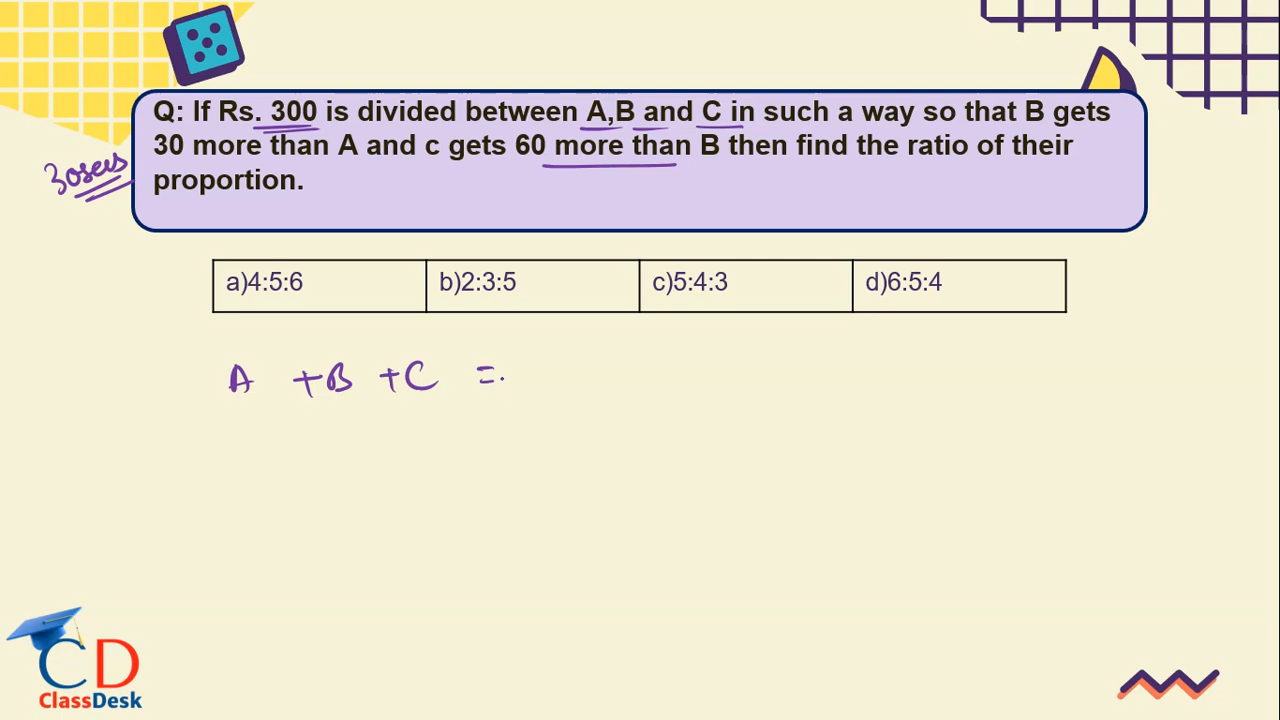 Q: If Rs. 300 is divided between A,B and C in such a way so that B gets
30 more than A and c gets 60 more than B then find the ratio of their
proportion.
30secs
a)4:5:6 b)2:3:5 c)5:4:3 d)6:5:4
A +B +C =
CD
ClassDesk